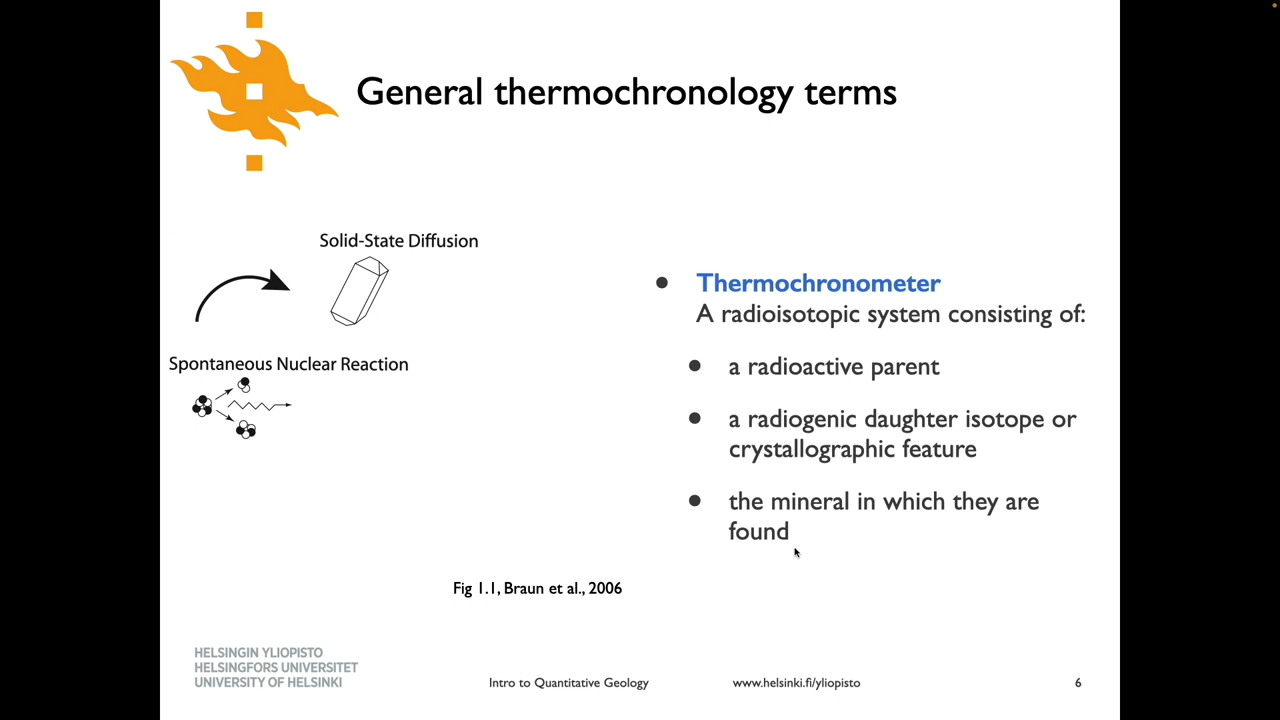 General thermochronology terms
Solid-State Diffusion
Spontaneous Nuclear Reaction
• Thermochronometer
A radioisotopic system consisting of:
• a radioactive parent
• a radiogenic daughter isotope or
crystallographic feature
• the mineral in which they are
found
Fig 1.1, Braun et al., 2006
HELSINGIN YLIOPISTO
HELSINGFORS UNIVERSITET
UNIVERSITY OF HELSINKI
Intro to Quantitative Geology
www.helsinki.fi/yliopisto
6